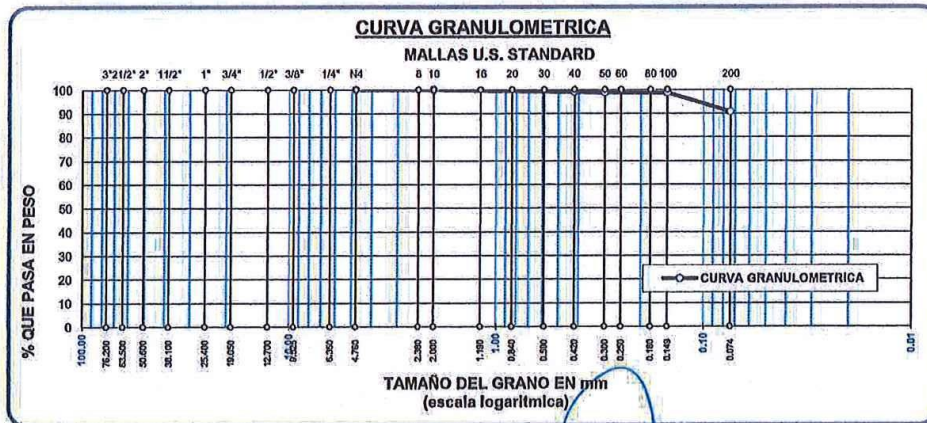 CURVA GRANULOMETRICA
MALLAS U.S. STANDARD
3" 21/2" 2" 11/2" 1" 3/4" 1/2" 3/8" 1/4" N4 8 10 16 20 30 40 50 60 80 100 200
% QUE PASA EN PESO
100
90
80
70
60
50
40
30
20
10
0
CURVA GRANULOMETRICA
100.00 76.200 63.500 50.600 38.100 25.400 19.050 12.700 6.350 4.760 2.380 2.000 1.190 1.00 0.840 0.590 0.420 0.300 0.250 0.180 0.149 0.10 0.074 0.01
TAMAÑO DEL GRANO EN mm
(escala logaritmica)